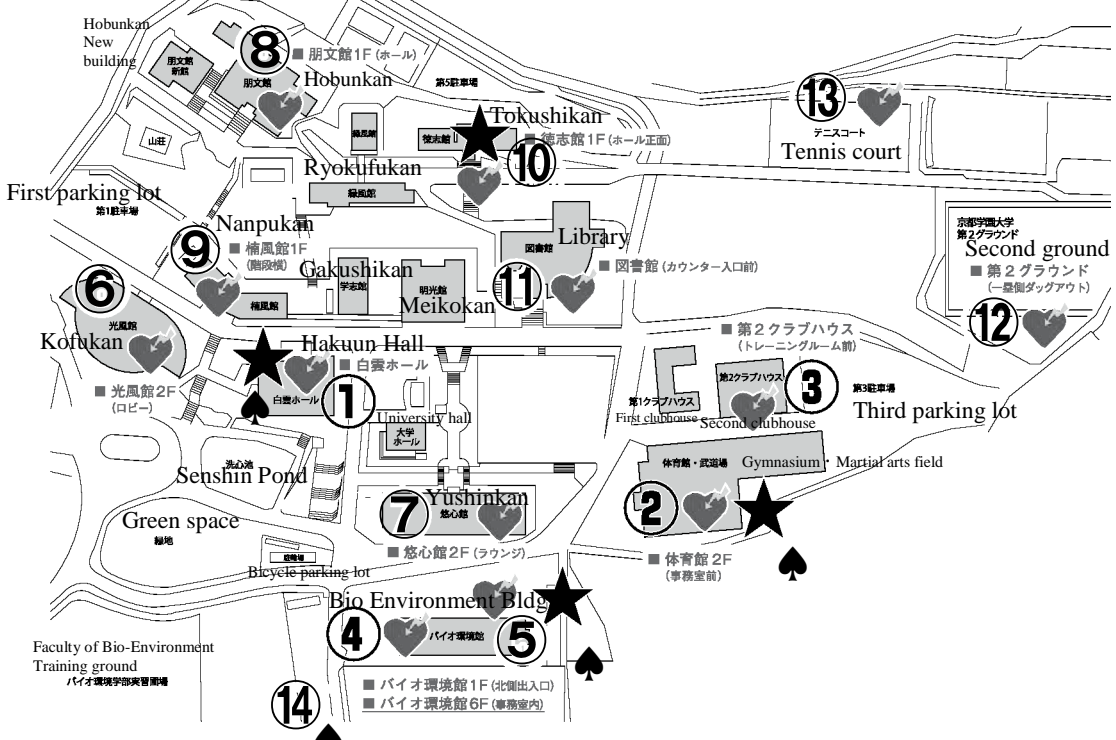 Hobunkan
New
building
朋文館
新館
⑧
■ 朋文館1F(ホール)
朋文館
Hobunkan
第5駐車場
⑬
テニスコート
Tennis court
山荘
緑風館
徳志館
Tokushikan
■ 徳志館1F(ホール正面)
⑩
Ryokufukan
緑風館
First parking lot
第1駐車場
Nanpukan
⑨
■ 楠風館1F
(階段横)
楠風館
Gakushikan
学志館
明光館
Meikokan
図書館
Library
⑪
■ 図書館(カウンター入口前)
京都学園大学
第2グラウンド
Second ground
■ 第2グラウンド
(一塁側ダッグアウト)
⑫
⑥
光風館
Kofukan
■ 光風館2F
(ロビー)
Hakuun Hall
■ 白雲ホール
白雲ホール
①
University hall
大学
ホール
■ 第2クラブハウス
(トレーニングルーム前)
第2クラブハウス
③
第1クラブハウス
First clubhouse
Second clubhouse
第3駐車場
Third parking lot
洗心池
Senshin Pond
体育館・武道場
Gymnasium・Martial arts field
②
■ 体育館2F
(事務室前)
Green space
緑地
⑦
Yushinkan
悠心館
■ 悠心館2F(ラウンジ)
駐輪場
Bicycle parking lot
Bio Environment Bldg
④
バイオ環境館
⑤
■ バイオ環境館1F(北側出入口)
■ バイオ環境館6F(事務室内)
Faculty of Bio-Environment
Training ground
バイオ環境学部実習圃場
⑭